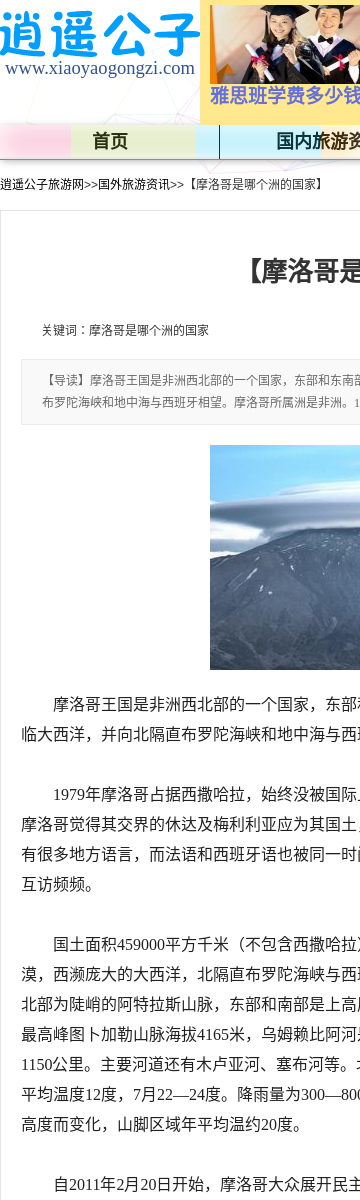 逍遥公子
www.xiaoyaogongzi.com
雅思班学费多少钱
首页
国内旅游资
逍遥公子旅游网>>国外旅游资讯>>【摩洛哥是哪个洲的国家】
【摩洛哥是
关键词：摩洛哥是哪个洲的国家
【导读】摩洛哥王国是非洲西北部的一个国家，东部和东南部
布罗陀海峡和地中海与西班牙相望。摩洛哥所属洲是非洲。1
摩洛哥王国是非洲西北部的一个国家，东部和
临大西洋，并向北隔直布罗陀海峡和地中海与西班
1979年摩洛哥占据西撒哈拉，始终没被国际上
摩洛哥觉得其交界的休达及梅利利亚应为其国土，
有很多地方语言，而法语和西班牙语也被同一时间
互访频频。
国土面积459000平方千米（不包含西撒哈拉）
漠，西濒庞大的大西洋，北隔直布罗陀海峡与西班
北部为陡峭的阿特拉斯山脉，东部和南部是上高原
最高峰图卜加勒山脉海拔4165米，乌姆赖比阿河是
1150公里。主要河道还有木卢亚河、塞布河等。北
平均温度12度，7月22—24度。降雨量为300—800
高度而变化，山脚区域年平均温约20度。
自2011年2月20日开始，摩洛哥大众展开民主